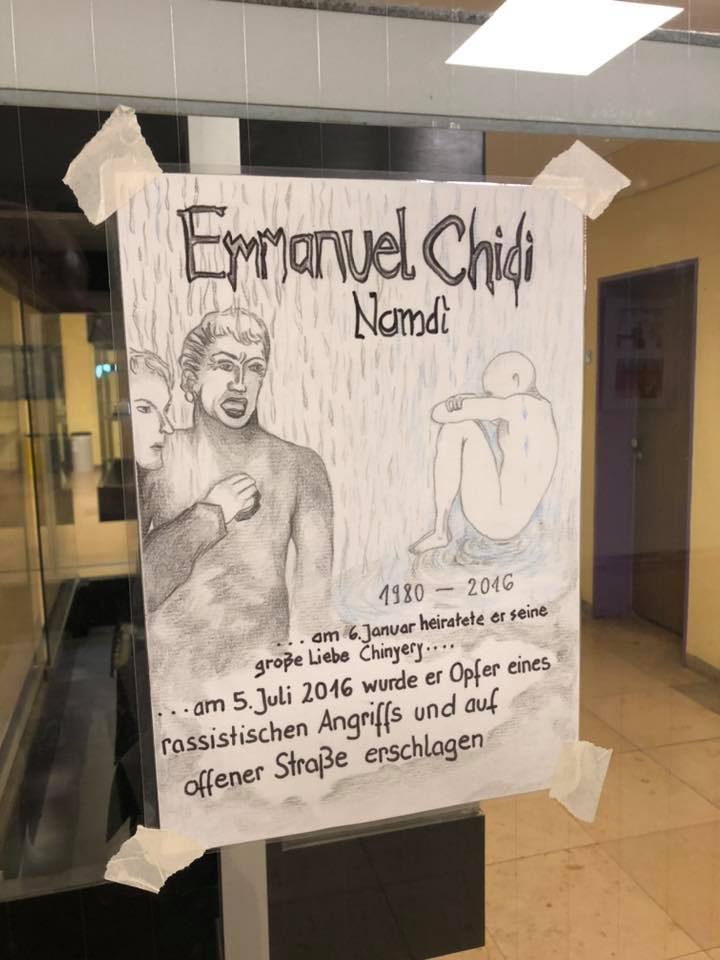 Emmanuel Chidi
Namdi
1980 – 2016
... am 6. Januar heiratete er seine
große Liebe Chinyery....
...am 5. Juli 2016 wurde er Opfer eines
rassistischen Angriffs und auf
offener Straße erschlagen